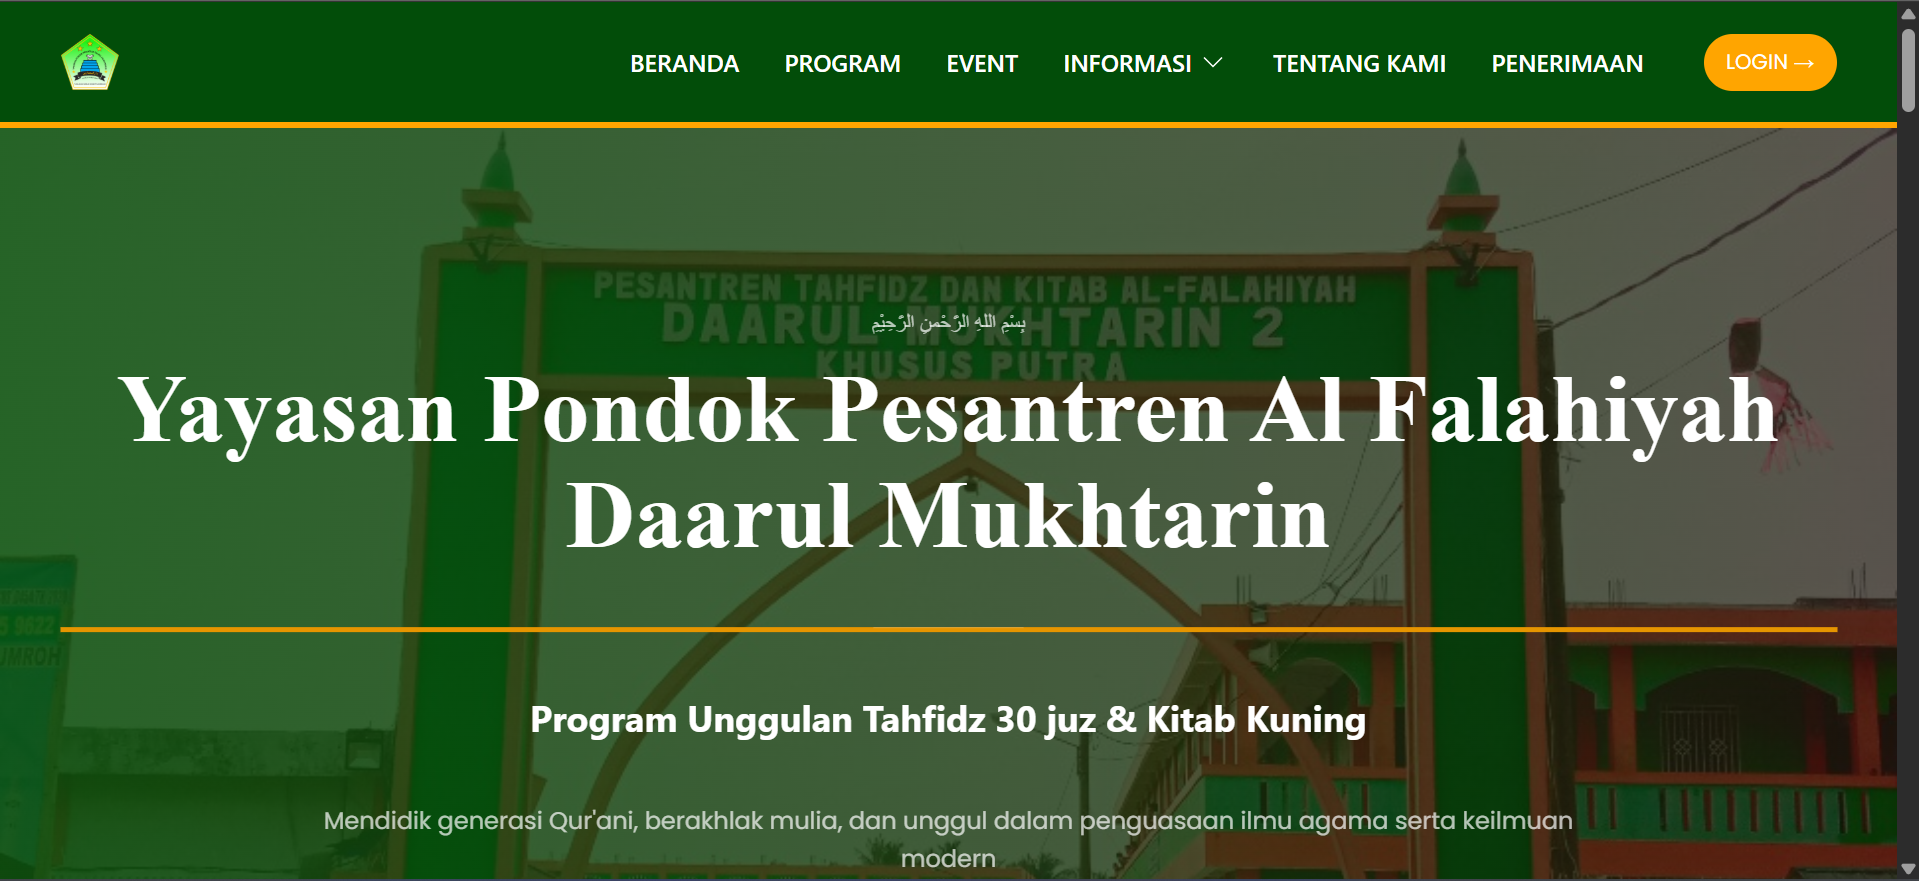 BERANDA PROGRAM EVENT INFORMASI TENTANG KAMI PENERIMAAN LOGIN →
PESANTREN TAHFIDZ DAN KITAB AL-FALAHIYAH
DAARUL MUKHTARIN 2
بِسْمِ اللهِ الرَّحْمنِ الرَّحِيْمِ
KHUSUS PUTRA
Yayasan Pondok Pesantren Al Falahiyah
Daarul Mukhtarin
9622
UMROH
Program Unggulan Tahfidz 30 juz & Kitab Kuning
Mendidik generasi Qur'ani, berakhlak mulia, dan unggul dalam penguasaan ilmu agama serta keilmuan
modern